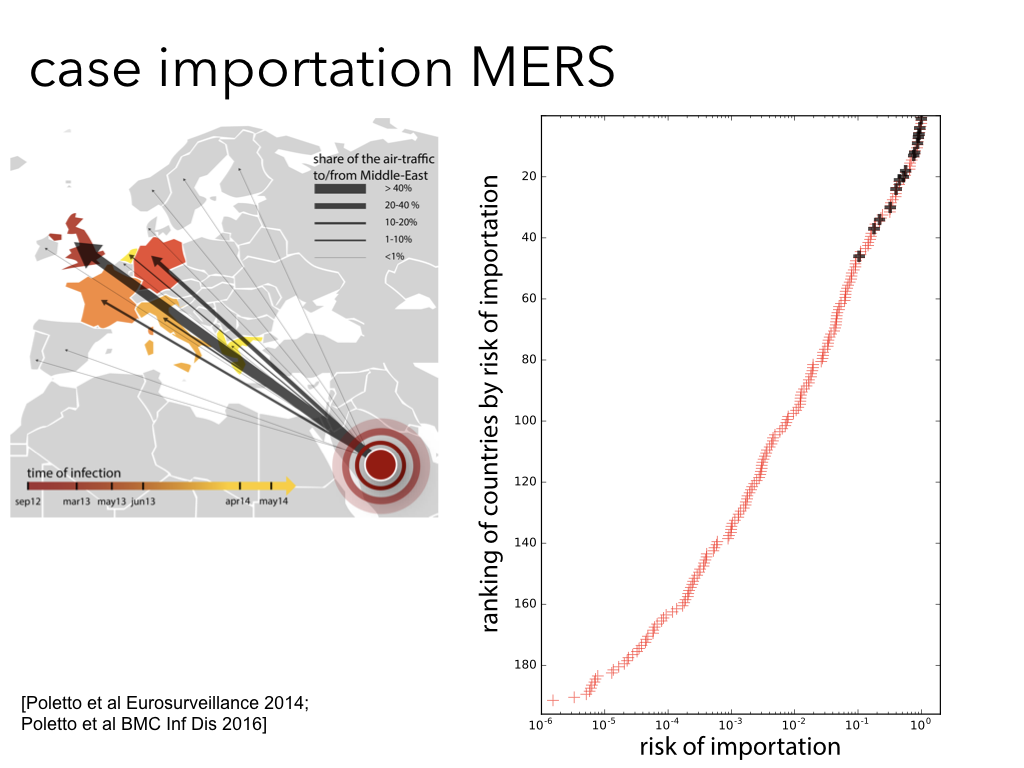 case importation MERS
share of the air-traffic
to/from Middle-East
> 40%
20-40 %
10-20%
1-10%
<1%
time of infection
sep12 mar13 may13 jun13 apr14 may14
ranking of countries by risk of importation
20
40
60
80
100
120
140
160
180
10^-6 10^-5 10^-4 10^-3 10^-2 10^-1 10^0
risk of importation
[Poletto et al Eurosurveillance 2014;
Poletto et al BMC Inf Dis 2016]